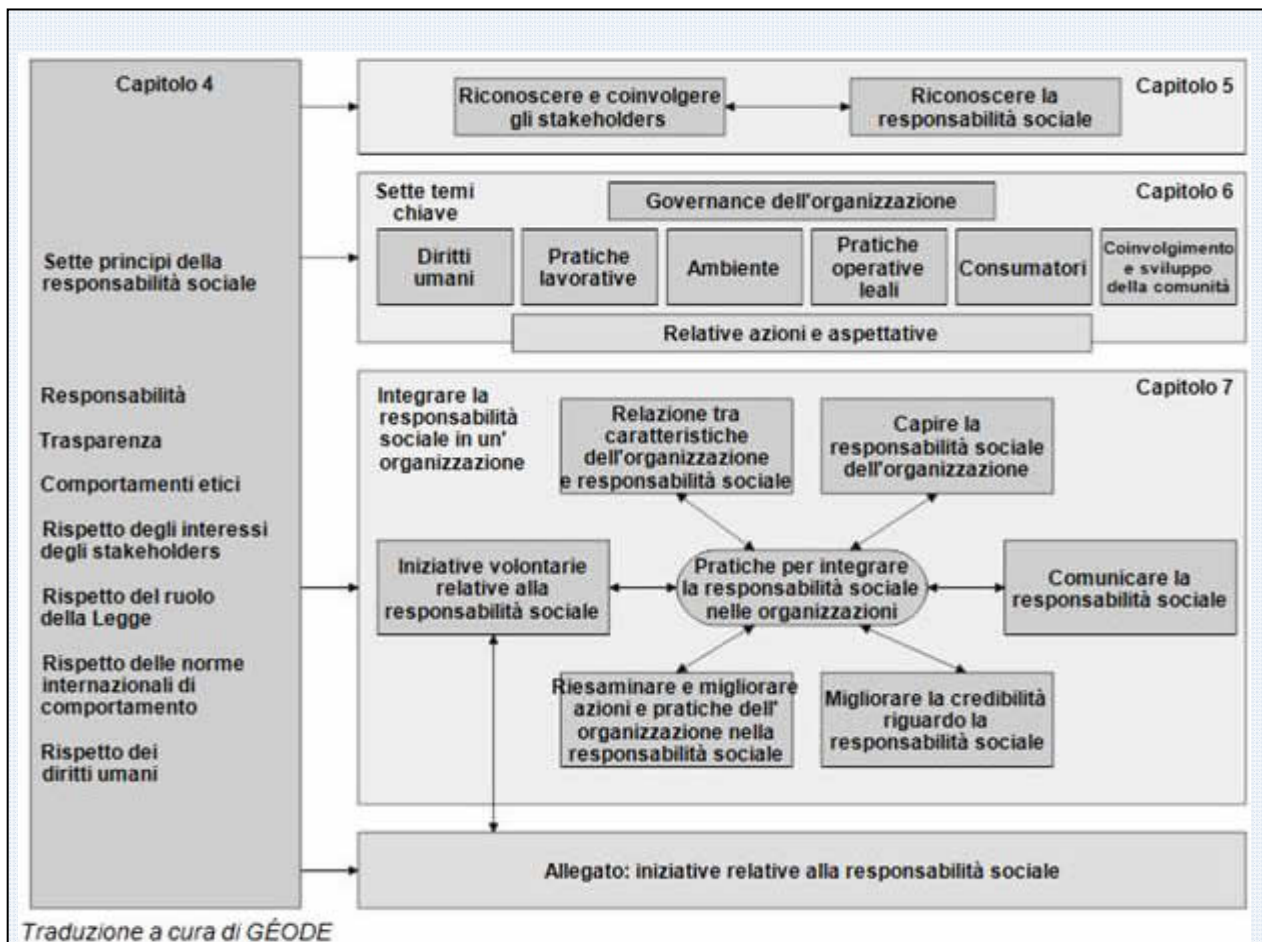 Capitolo 4
Sette principi della
responsabilità sociale
Responsabilità
Trasparenza
Comportamenti etici
Rispetto degli interessi
degli stakeholders
Rispetto del ruolo
della Legge
Rispetto delle norme
internazionali di
comportamento
Rispetto dei
diritti umani
Capitolo 5
Riconoscere e coinvolgere
gli stakeholders
Riconoscere la
responsabilità sociale
Capitolo 6
Sette temi
chiave
Governance dell'organizzazione
Diritti
umani
Pratiche
lavorative
Ambiente
Pratiche
operative
leali
Consumatori
Coinvolgimento
e sviluppo
della comunità
Relative azioni e aspettative
Capitolo 7
Integrare la
responsabilità
sociale in un'
organizzazione
Relazione tra
caratteristiche
dell'organizzazione
e responsabilità sociale
Capire la
responsabilità sociale
dell'organizzazione
Iniziative volontarie
relative alla
responsabilità sociale
Pratiche per integrare
la responsabilità sociale
nelle organizzazioni
Comunicare la
responsabilità sociale
Riesaminare e migliorare
azioni e pratiche dell'
organizzazione nella
responsabilità sociale
Migliorare la credibilità
riguardo la
responsabilità sociale
Allegato: iniziative relative alla responsabilità sociale
Traduzione a cura di GÉODE